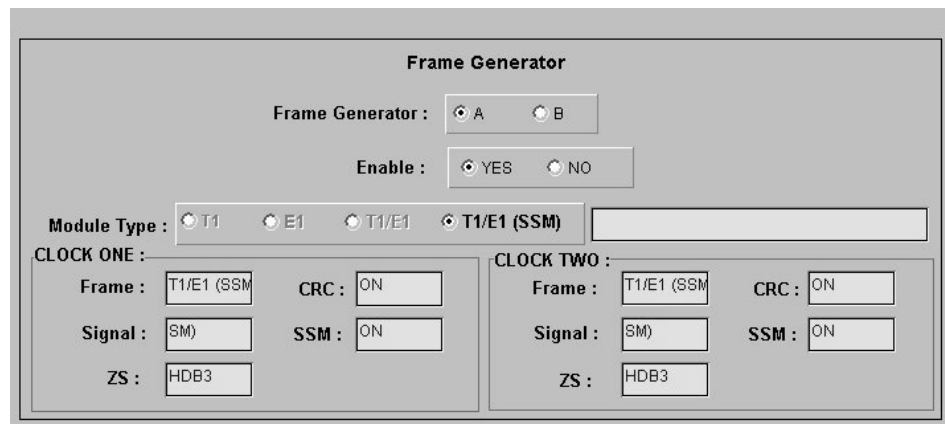 Frame Generator
Frame Generator : A B
Enable : YES NO
Module Type : T1 E1 T1/E1 T1/E1 (SSM)
CLOCK ONE :
Frame : T1/E1 (SSM CRC : ON
Signal : SM) SSM : ON
ZS : HDB3
CLOCK TWO :
Frame : T1/E1 (SSM CRC : ON
Signal : SM) SSM : ON
ZS : HDB3